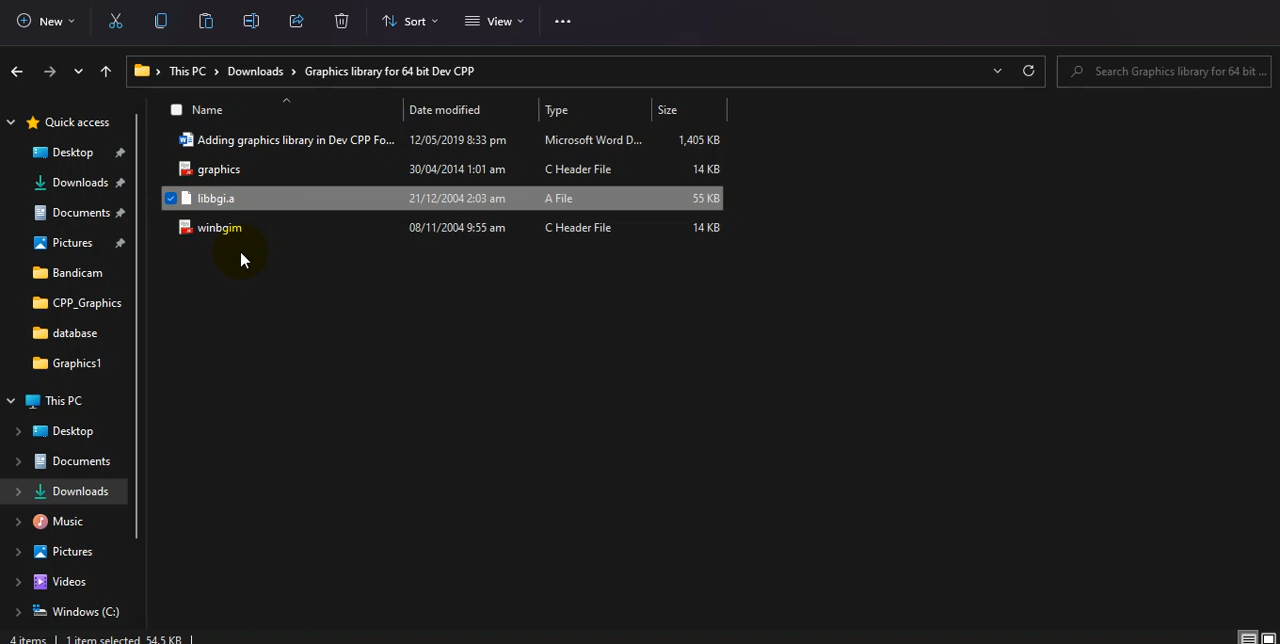 New Sort View
This PC Downloads Graphics library for 64 bit Dev CPP Search Graphics library for 64 bit ...
Name Date modified Type Size
Quick access
Adding graphics library in Dev CPP Fo... 12/05/2019 8:33 pm Microsoft Word D... 1,405 KB
Desktop
graphics 30/04/2014 1:01 am C Header File 14 KB
Downloads
libbgi.a 21/12/2004 2:03 am A File 55 KB
Documents
winbgim 08/11/2004 9:55 am C Header File 14 KB
Pictures
Bandicam
CPP_Graphics
database
Graphics1
This PC
Desktop
Documents
Downloads
Music
Pictures
Videos
Windows (C:)
4 items 1 item selected 54.5 KB